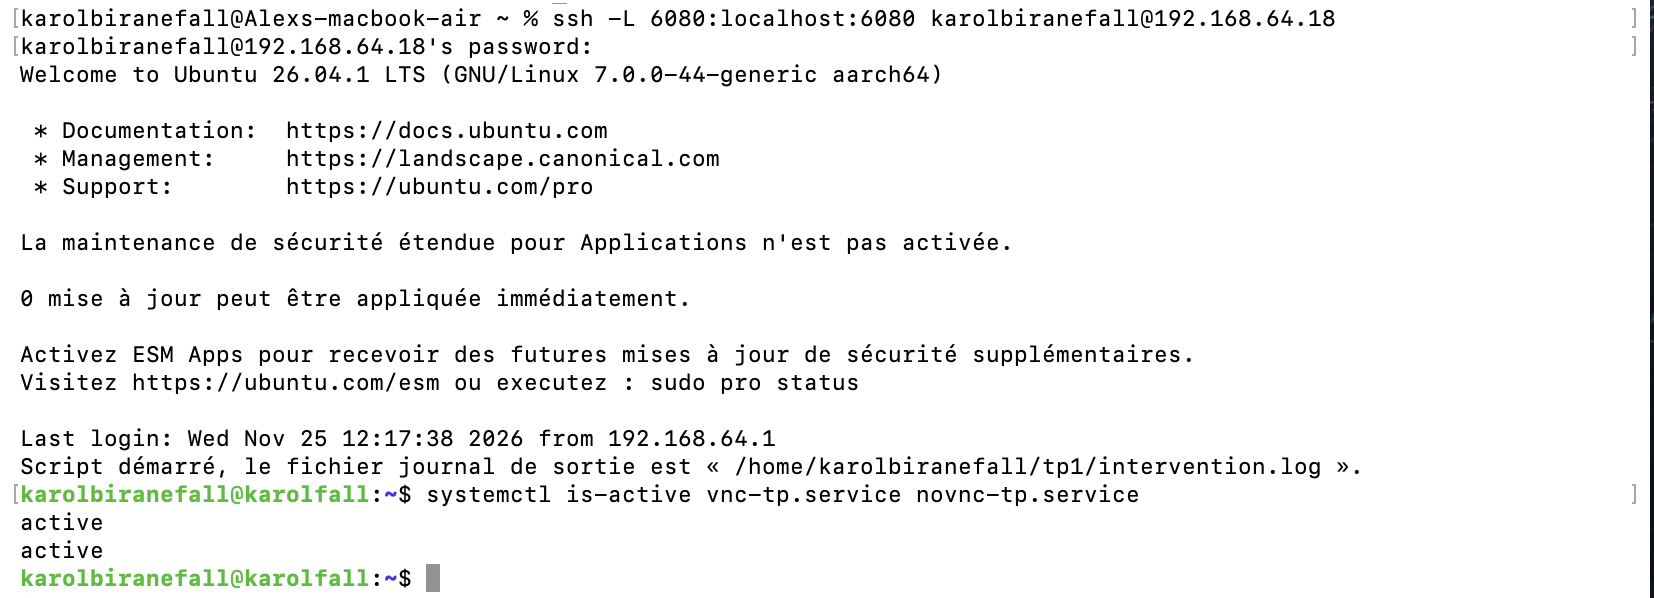 [karolbiranefall@Alexs-macbook-air ~ % ssh -L 6080:localhost:6080 karolbiranefall@192.168.64.18 ]
[karolbiranefall@192.168.64.18's password: ]
Welcome to Ubuntu 26.04.1 LTS (GNU/Linux 7.0.0-44-generic aarch64)
* Documentation: https://docs.ubuntu.com
* Management: https://landscape.canonical.com
* Support: https://ubuntu.com/pro
La maintenance de sécurité étendue pour Applications n'est pas activée.
0 mise à jour peut être appliquée immédiatement.
Activez ESM Apps pour recevoir des futures mises à jour de sécurité supplémentaires.
Visitez https://ubuntu.com/esm ou executez : sudo pro status
Last login: Wed Nov 25 12:17:38 2026 from 192.168.64.1
Script démarré, le fichier journal de sortie est « /home/karolbiranefall/tp1/intervention.log ».
[karolbiranefall@karolfall:~$ systemctl is-active vnc-tp.service novnc-tp.service ]
active
active
karolbiranefall@karolfall:~$